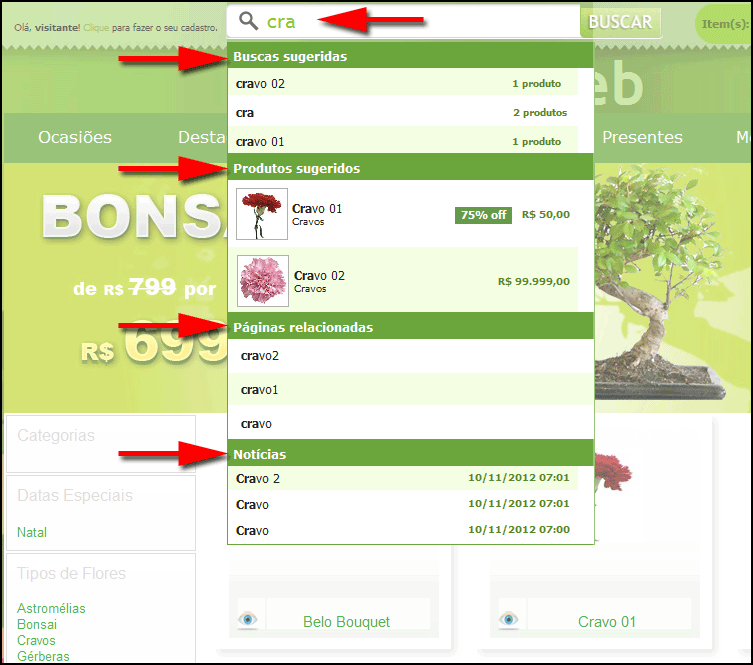 Olá, visitante! Clique para fazer o seu cadastro.
cra
BUSCAR
Item(s):
Buscas sugeridas
cravo 02 1 produto
cra 2 produtos
cravo 01 1 produto
eb
Ocasiões Desta Presentes M
Produtos sugeridos
Cravo 01
Cravos
75% off R$ 50,00
Cravo 02
Cravos
R$ 99.999,00
BONSA
de R$ 799 por
R$ 699
Páginas relacionadas
cravo2
cravo1
cravo
Notícias
Cravo 2 10/11/2012 07:01
Cravo 10/11/2012 07:01
Cravo 10/11/2012 07:00
Categorias
Datas Especiais
Natal
Tipos de Flores
Astromélias
Bonsai
Cravos
Gérberas
Belo Bouquet
Cravo 01